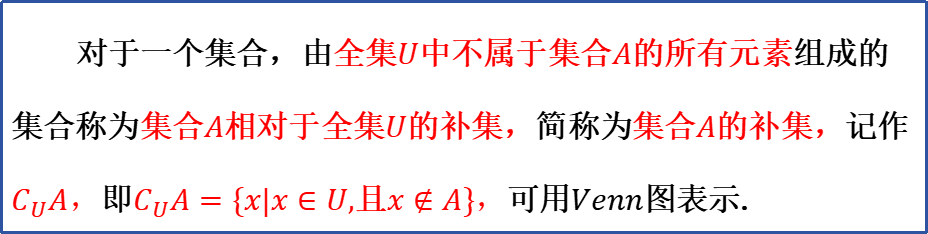 对于一个集合，由全集U中不属于集合A的所有元素组成的
集合称为集合A相对于全集U的补集，简称为集合A的补集，记作
C_U A，即C_U A = {x|x ∈ U,且x ∉ A}，可用Venn图表示.